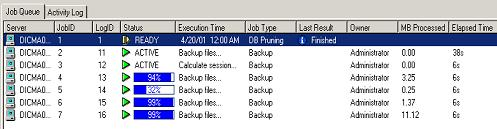 Job Queue Activity Log
Server JobID LogID Status Execution Time Job Type Last Result Owner MB Processed Elapsed Time
DICMA0... 1 1 READY 4/20/01 12:00 AM DB Pruning Finished
DICMA0... 2 11 ACTIVE Backup files... Backup Administrator 0.00 38s
DICMA0... 3 12 ACTIVE Calculate session... Backup Administrator 0.00 6s
DICMA0... 4 13 94% Backup files... Backup Administrator 3.25 6s
DICMA0... 5 14 32% Backup files... Backup Administrator 0.25 6s
DICMA0... 6 15 99% Backup files... Backup Administrator 1.37 6s
DICMA0... 7 16 99% Backup files... Backup Administrator 11.12 6s